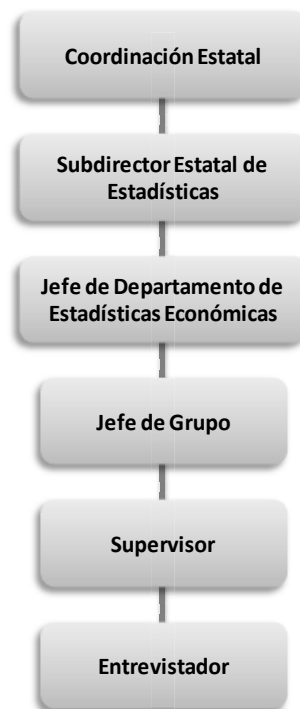 Coordinación Estatal
Subdirector Estatal de
Estadísticas
Jefe de Departamento de
Estadísticas Económicas
Jefe de Grupo
Supervisor
Entrevistador